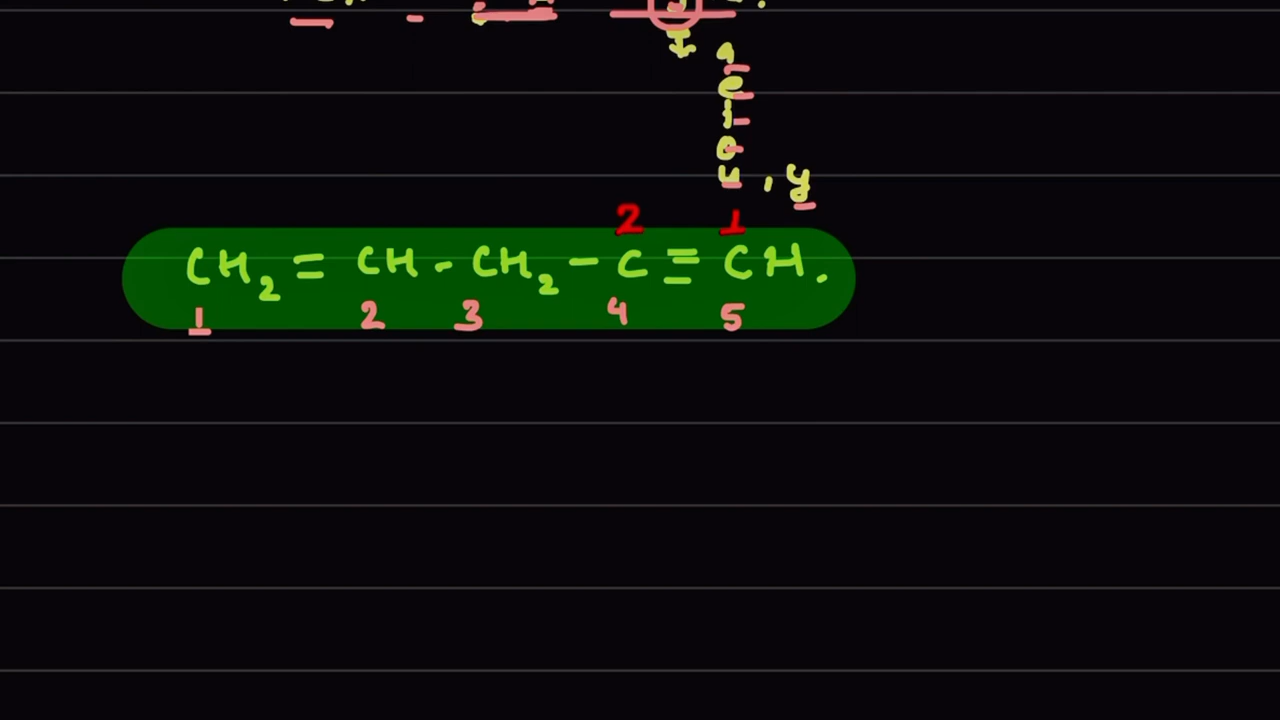 a
e
i
o
u , y
2 1
CH₂ = CH - CH₂ - C ≡ CH.
1 2 3 4 5